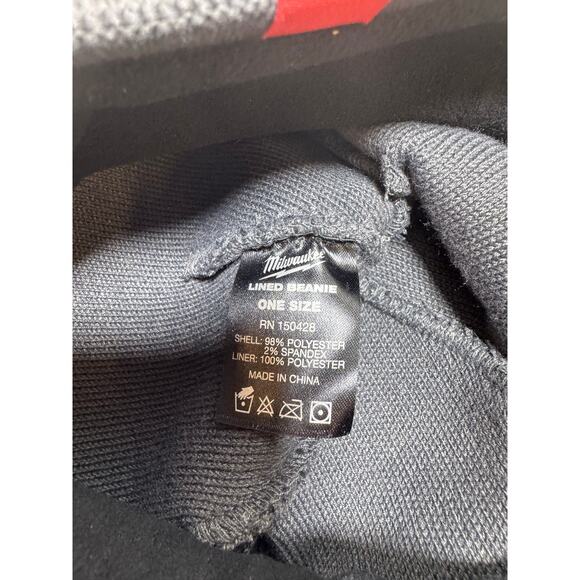 Milwaukee
LINED BEANIE
ONE SIZE
RN 150428
SHELL: 98% POLYESTER
2% SPANDEX
LINER: 100% POLYESTER
MADE IN CHINA